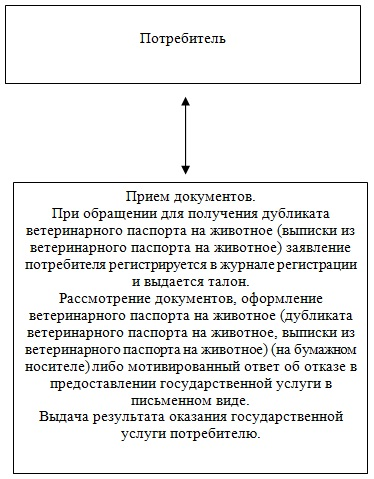 Потребитель
Прием документов.
При обращении для получения дубликата
ветеринарного паспорта на животное (выписки из
ветеринарного паспорта на животное) заявление
потребителя регистрируется в журнале регистрации
и выдается талон.
Рассмотрение документов, оформление
ветеринарного паспорта на животное (дубликата
ветеринарного паспорта на животное, выписки из
ветеринарного паспорта на животное) (на бумажном
носителе) либо мотивированный ответ об отказе в
предоставлении государственной услуги в
письменном виде.
Выдача результата оказания государственной
услуги потребителю.